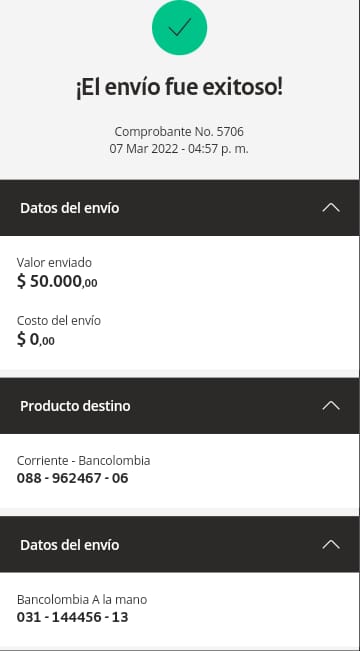 ¡El envío fue exitoso!
Comprobante No. 5706
07 Mar 2022 - 04:57 p. m.
Datos del envío
Valor enviado
$ 50.000,00
Costo del envío
$ 0,00
Producto destino
Corriente - Bancolombia
088 - 962467 - 06
Datos del envío
Bancolombia A la mano
031 - 144456 - 13